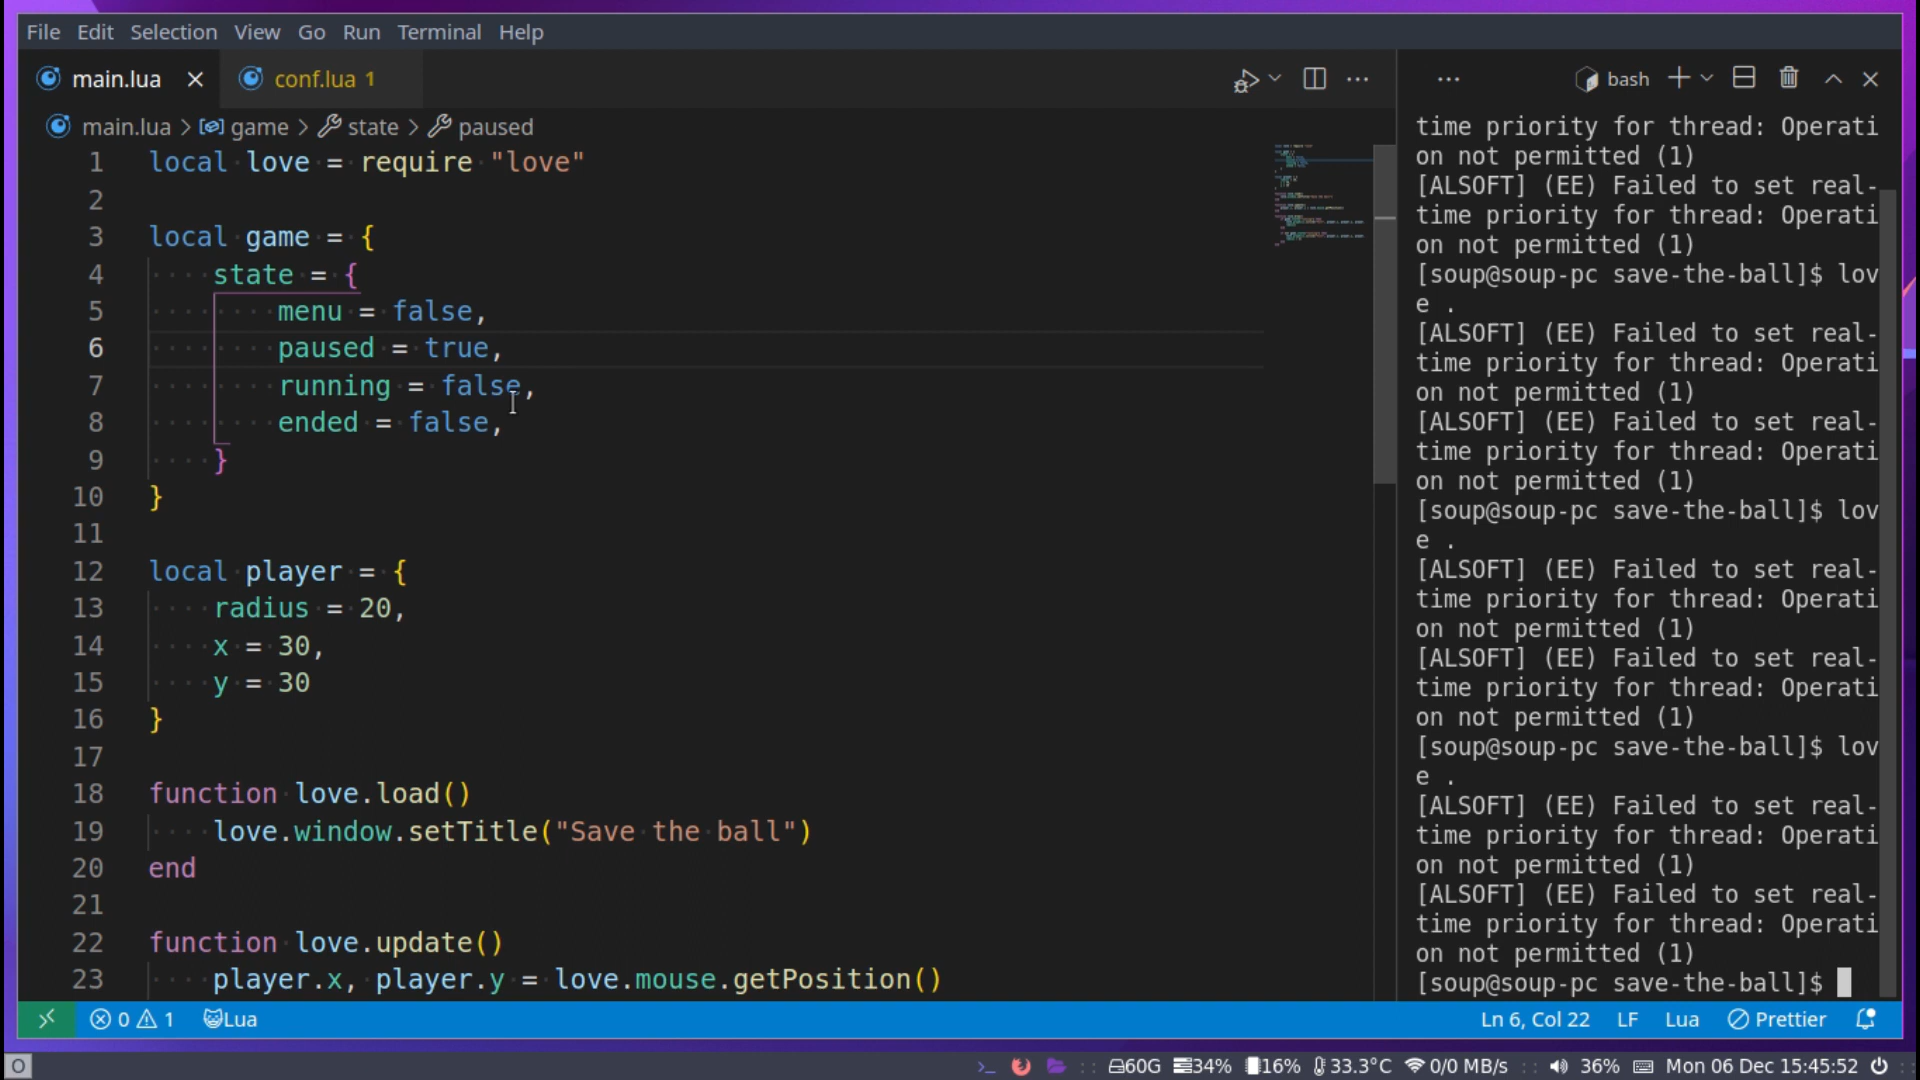 File Edit Selection View Go Run Terminal Help
main.lua conf.lua 1
main.lua > game > state > paused
1 local love = require "love"
2
3 local game = {
4 state = {
5 menu = false,
6 paused = true,
7 running = false,
8 ended = false,
9 }
10 }
11
12 local player = {
13 radius = 20,
14 x = 30,
15 y = 30
16 }
17
18 function love.load()
19 love.window.setTitle("Save the ball")
20 end
21
22 function love.update()
23 player.x, player.y = love.mouse.getPosition()
bash
time priority for thread: Operati
on not permitted (1)
[ALSOFT] (EE) Failed to set real-
time priority for thread: Operati
on not permitted (1)
[soup@soup-pc save-the-ball]$ lov
e .
[ALSOFT] (EE) Failed to set real-
time priority for thread: Operati
on not permitted (1)
[ALSOFT] (EE) Failed to set real-
time priority for thread: Operati
on not permitted (1)
[soup@soup-pc save-the-ball]$ lov
e .
[ALSOFT] (EE) Failed to set real-
time priority for thread: Operati
on not permitted (1)
[ALSOFT] (EE) Failed to set real-
time priority for thread: Operati
on not permitted (1)
[soup@soup-pc save-the-ball]$ lov
e .
[ALSOFT] (EE) Failed to set real-
time priority for thread: Operati
on not permitted (1)
[ALSOFT] (EE) Failed to set real-
time priority for thread: Operati
on not permitted (1)
[soup@soup-pc save-the-ball]$
0 1 Lua Ln 6, Col 22 LF Lua Prettier
O 60G 34% 16% 33.3°C 0/0 MB/s 36% Mon 06 Dec 15:45:52